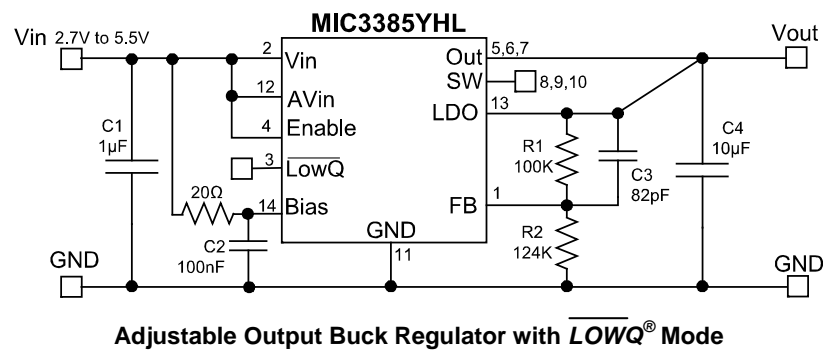 MIC3385YHL
Vin 2.7V to 5.5V
2
Vin
12
AVin
4
Enable
3
LowQ
14
Bias
GND
11
Out
5,6,7
SW
8,9,10
LDO
13
FB
1
Vout
C1
1µF
20Ω
C2
100nF
R1
100K
C3
82pF
R2
124K
C4
10µF
GND
GND
Adjustable Output Buck Regulator with LOWQ® Mode